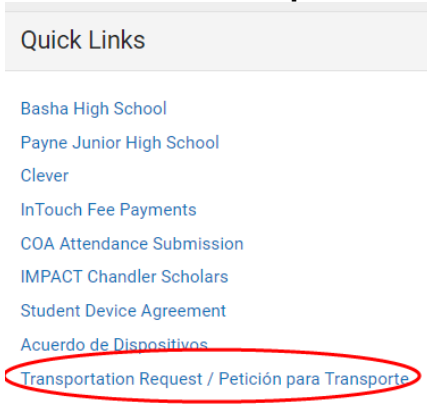 Quick Links
Basha High School
Payne Junior High School
Clever
InTouch Fee Payments
COA Attendance Submission
IMPACT Chandler Scholars
Student Device Agreement
Acuerdo de Dispositivos
Transportation Request / Petición para Transporte